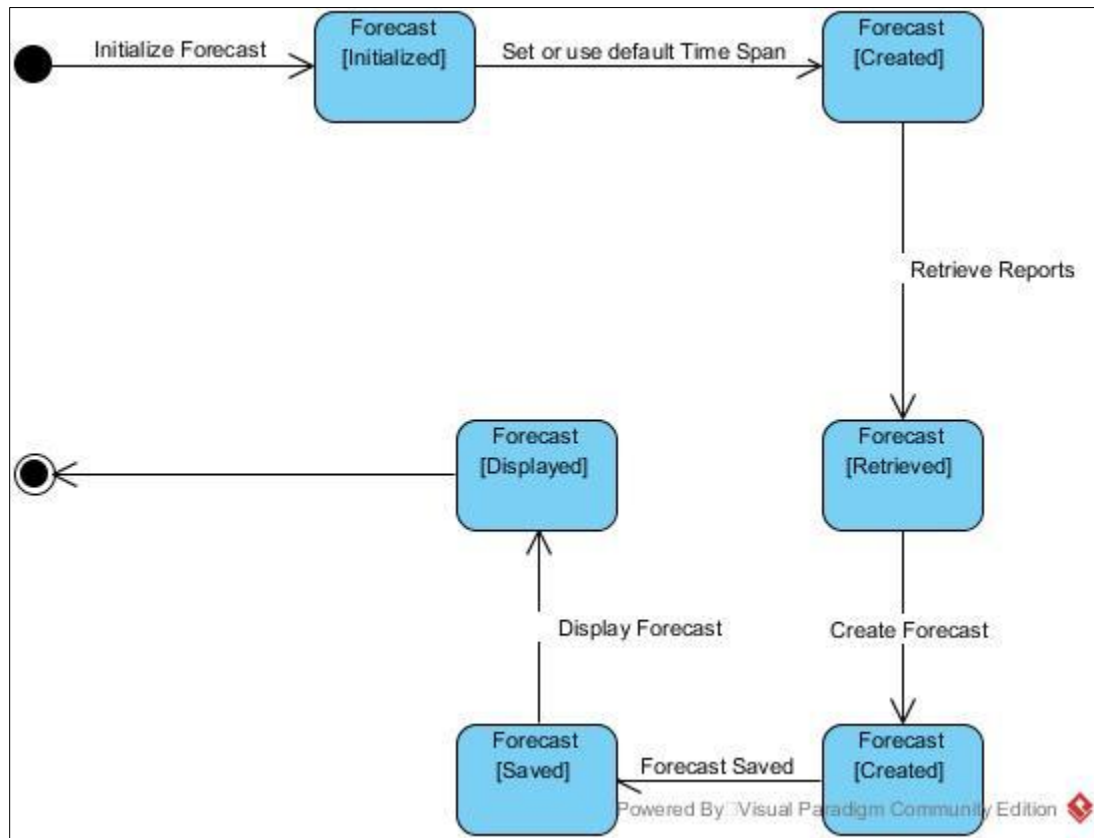 Initialize Forecast
Forecast
[Initialized]
Set or use default Time Span
Forecast
[Created]
Retrieve Reports
Forecast
[Retrieved]
Create Forecast
Forecast
[Created]
Forecast Saved
Forecast
[Saved]
Display Forecast
Forecast
[Displayed]
Powered By Visual Paradigm Community Edition